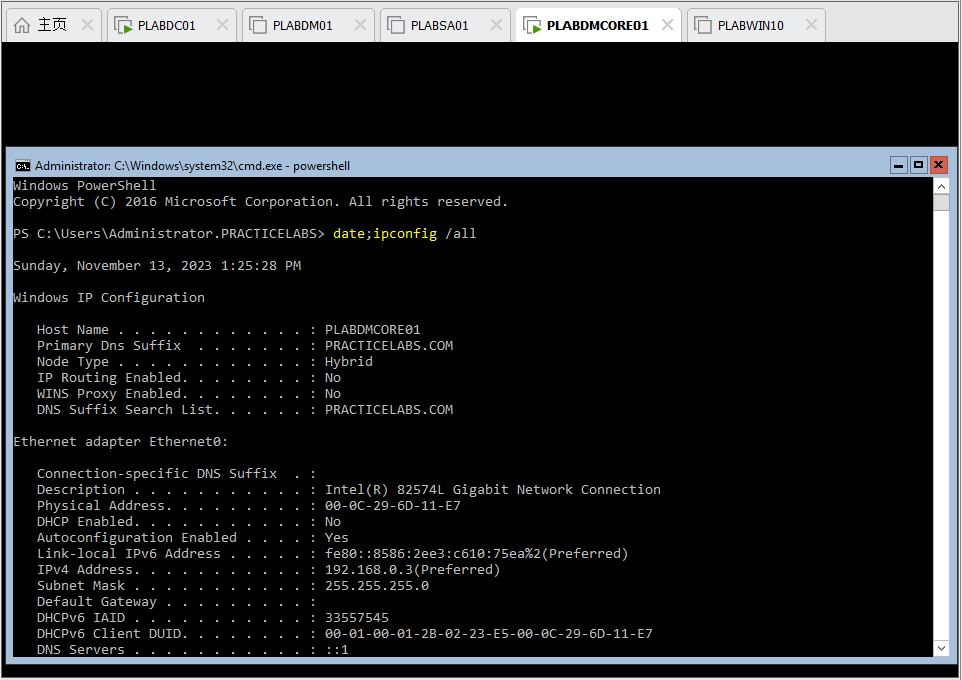 主页 PLABDC01 PLABDM01 PLABSA01 PLABDMCORE01 PLABWIN10
Administrator: C:\Windows\system32\cmd.exe - powershell
Windows PowerShell
Copyright (C) 2016 Microsoft Corporation. All rights reserved.
PS C:\Users\Administrator.PRACTICELABS> date;ipconfig /all
Sunday, November 13, 2023 1:25:28 PM
Windows IP Configuration
Host Name . . . . . . . . . . . . : PLABDMCORE01
Primary Dns Suffix  . . . . . . . : PRACTICELABS.COM
Node Type . . . . . . . . . . . . : Hybrid
IP Routing Enabled. . . . . . . . : No
WINS Proxy Enabled. . . . . . . . : No
DNS Suffix Search List. . . . . . : PRACTICELABS.COM
Ethernet adapter Ethernet0:
Connection-specific DNS Suffix  . :
Description . . . . . . . . . . . : Intel(R) 82574L Gigabit Network Connection
Physical Address. . . . . . . . . : 00-0C-29-6D-11-E7
DHCP Enabled. . . . . . . . . . . : No
Autoconfiguration Enabled . . . . : Yes
Link-local IPv6 Address . . . . . : fe80::8586:2ee3:c610:75ea%2(Preferred)
IPv4 Address. . . . . . . . . . . : 192.168.0.3(Preferred)
Subnet Mask . . . . . . . . . . . : 255.255.255.0
Default Gateway . . . . . . . . . :
DHCPv6 IAID . . . . . . . . . . . : 33557545
DHCPv6 Client DUID. . . . . . . . : 00-01-00-01-2B-02-23-E5-00-0C-29-6D-11-E7
DNS Servers . . . . . . . . . . . : ::1